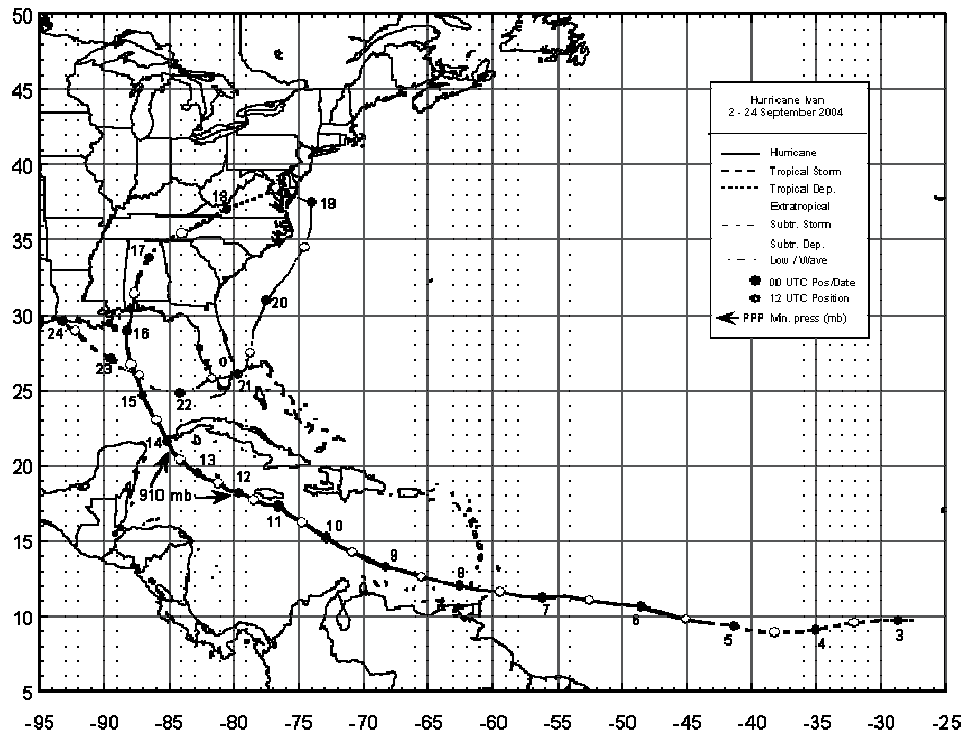 50
45
40
35
30
25
20
15
10
5
-95 -90 -85 -80 -75 -70 -65 -60 -55 -50 -45 -40 -35 -30 -25
Hurricane Ivan
2 - 24 September 2004
Hurricane
Tropical Storm
Tropical Dep.
Extratropical
Subtr. Storm
Subtr. Dep.
Low / Wave
00 UTC Pos/Date
12 UTC Position
PPP Min. press (mb)
18
19
17
20
16
24
23
21
22
15
14
13
12
910 mb
11
10
9
8
7
6
5
4
3